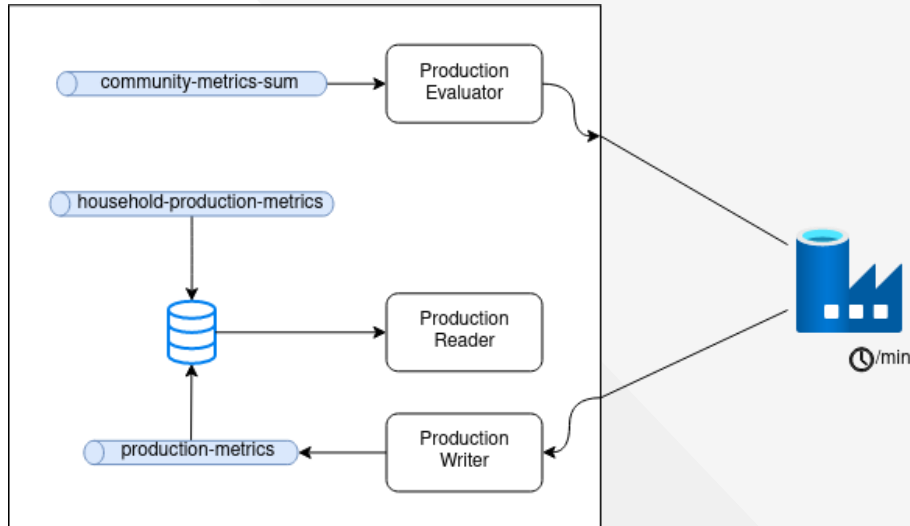 community-metrics-sum
Production
Evaluator
household-production-metrics
Production
Reader
/min
production-metrics
Production
Writer